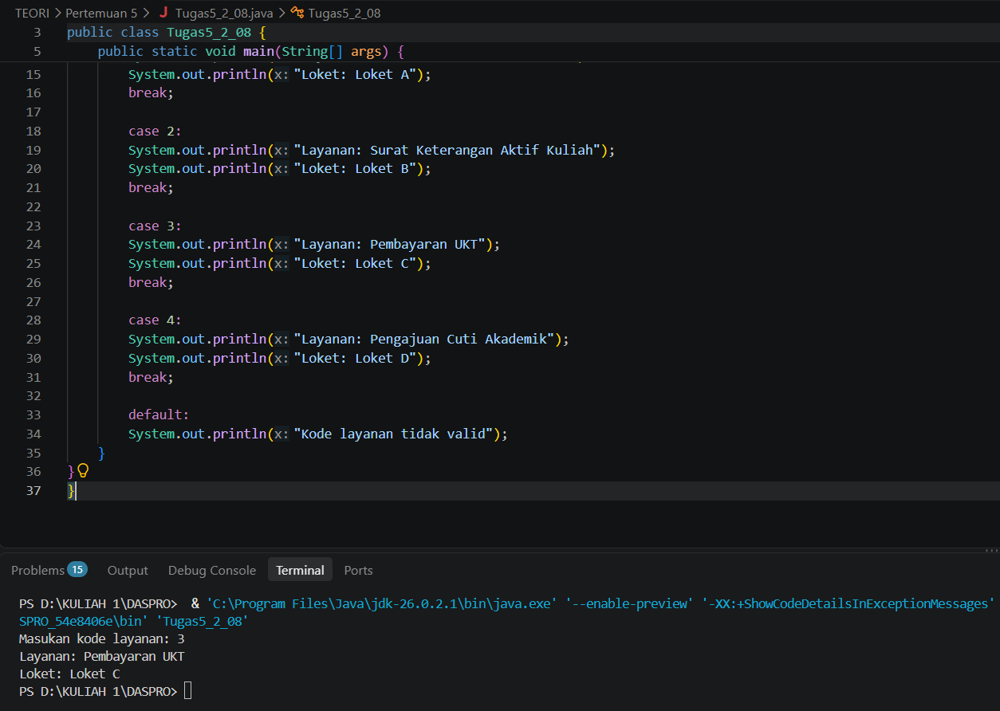 TEORI > Pertemuan 5 > J Tugas5_2_08.java > Tugas5_2_08
3 public class Tugas5_2_08 {
5 public static void main(String[] args) {
15 System.out.println(x: "Loket: Loket A");
16 break;
17
18 case 2:
19 System.out.println(x: "Layanan: Surat Keterangan Aktif Kuliah");
20 System.out.println(x: "Loket: Loket B");
21 break;
22
23 case 3:
24 System.out.println(x: "Layanan: Pembayaran UKT");
25 System.out.println(x: "Loket: Loket C");
26 break;
27
28 case 4:
29 System.out.println(x: "Layanan: Pengajuan Cuti Akademik");
30 System.out.println(x: "Loket: Loket D");
31 break;
32
33 default:
34 System.out.println(x: "Kode layanan tidak valid");
35 }
36 }
37 }
Problems 15 Output Debug Console Terminal Ports
PS D:\KULIAH 1\DASPRO> & 'C:\Program Files\Java\jdk-26.0.2.1\bin\java.exe' '--enable-preview' '-XX:+ShowCodeDetailsInExceptionMessages'
SPRO_54e8406e\bin' 'Tugas5_2_08'
Masukan kode layanan: 3
Layanan: Pembayaran UKT
Loket: Loket C
PS D:\KULIAH 1\DASPRO>